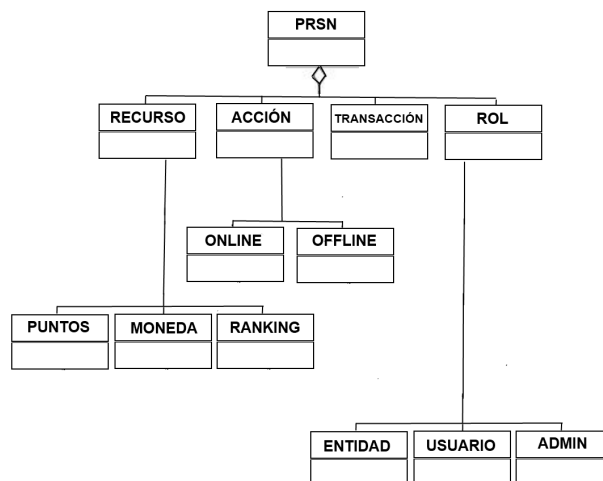 PRSN
RECURSO
ACCIÓN
TRANSACCIÓN
ROL
ONLINE
OFFLINE
PUNTOS
MONEDA
RANKING
ENTIDAD
USUARIO
ADMIN